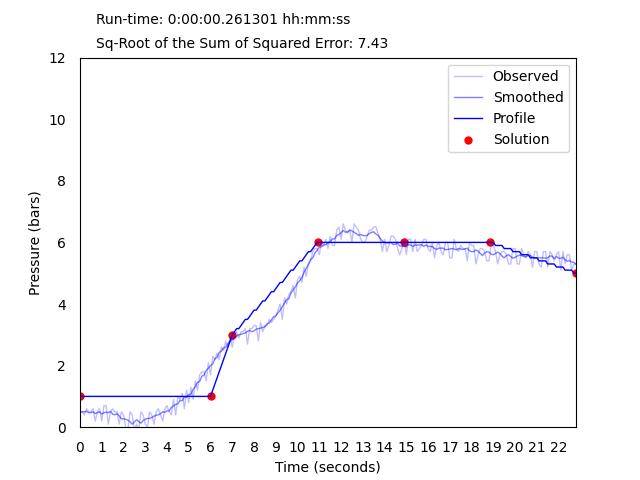 Run-time: 0:00:00.261301 hh:mm:ss
Sq-Root of the Sum of Squared Error: 7.43
12
10
8
6
4
2
0
Pressure (bars)
Observed
Smoothed
Profile
Solution
0 1 2 3 4 5 6 7 8 9 10 11 12 13 14 15 16 17 18 19 20 21 22
Time (seconds)